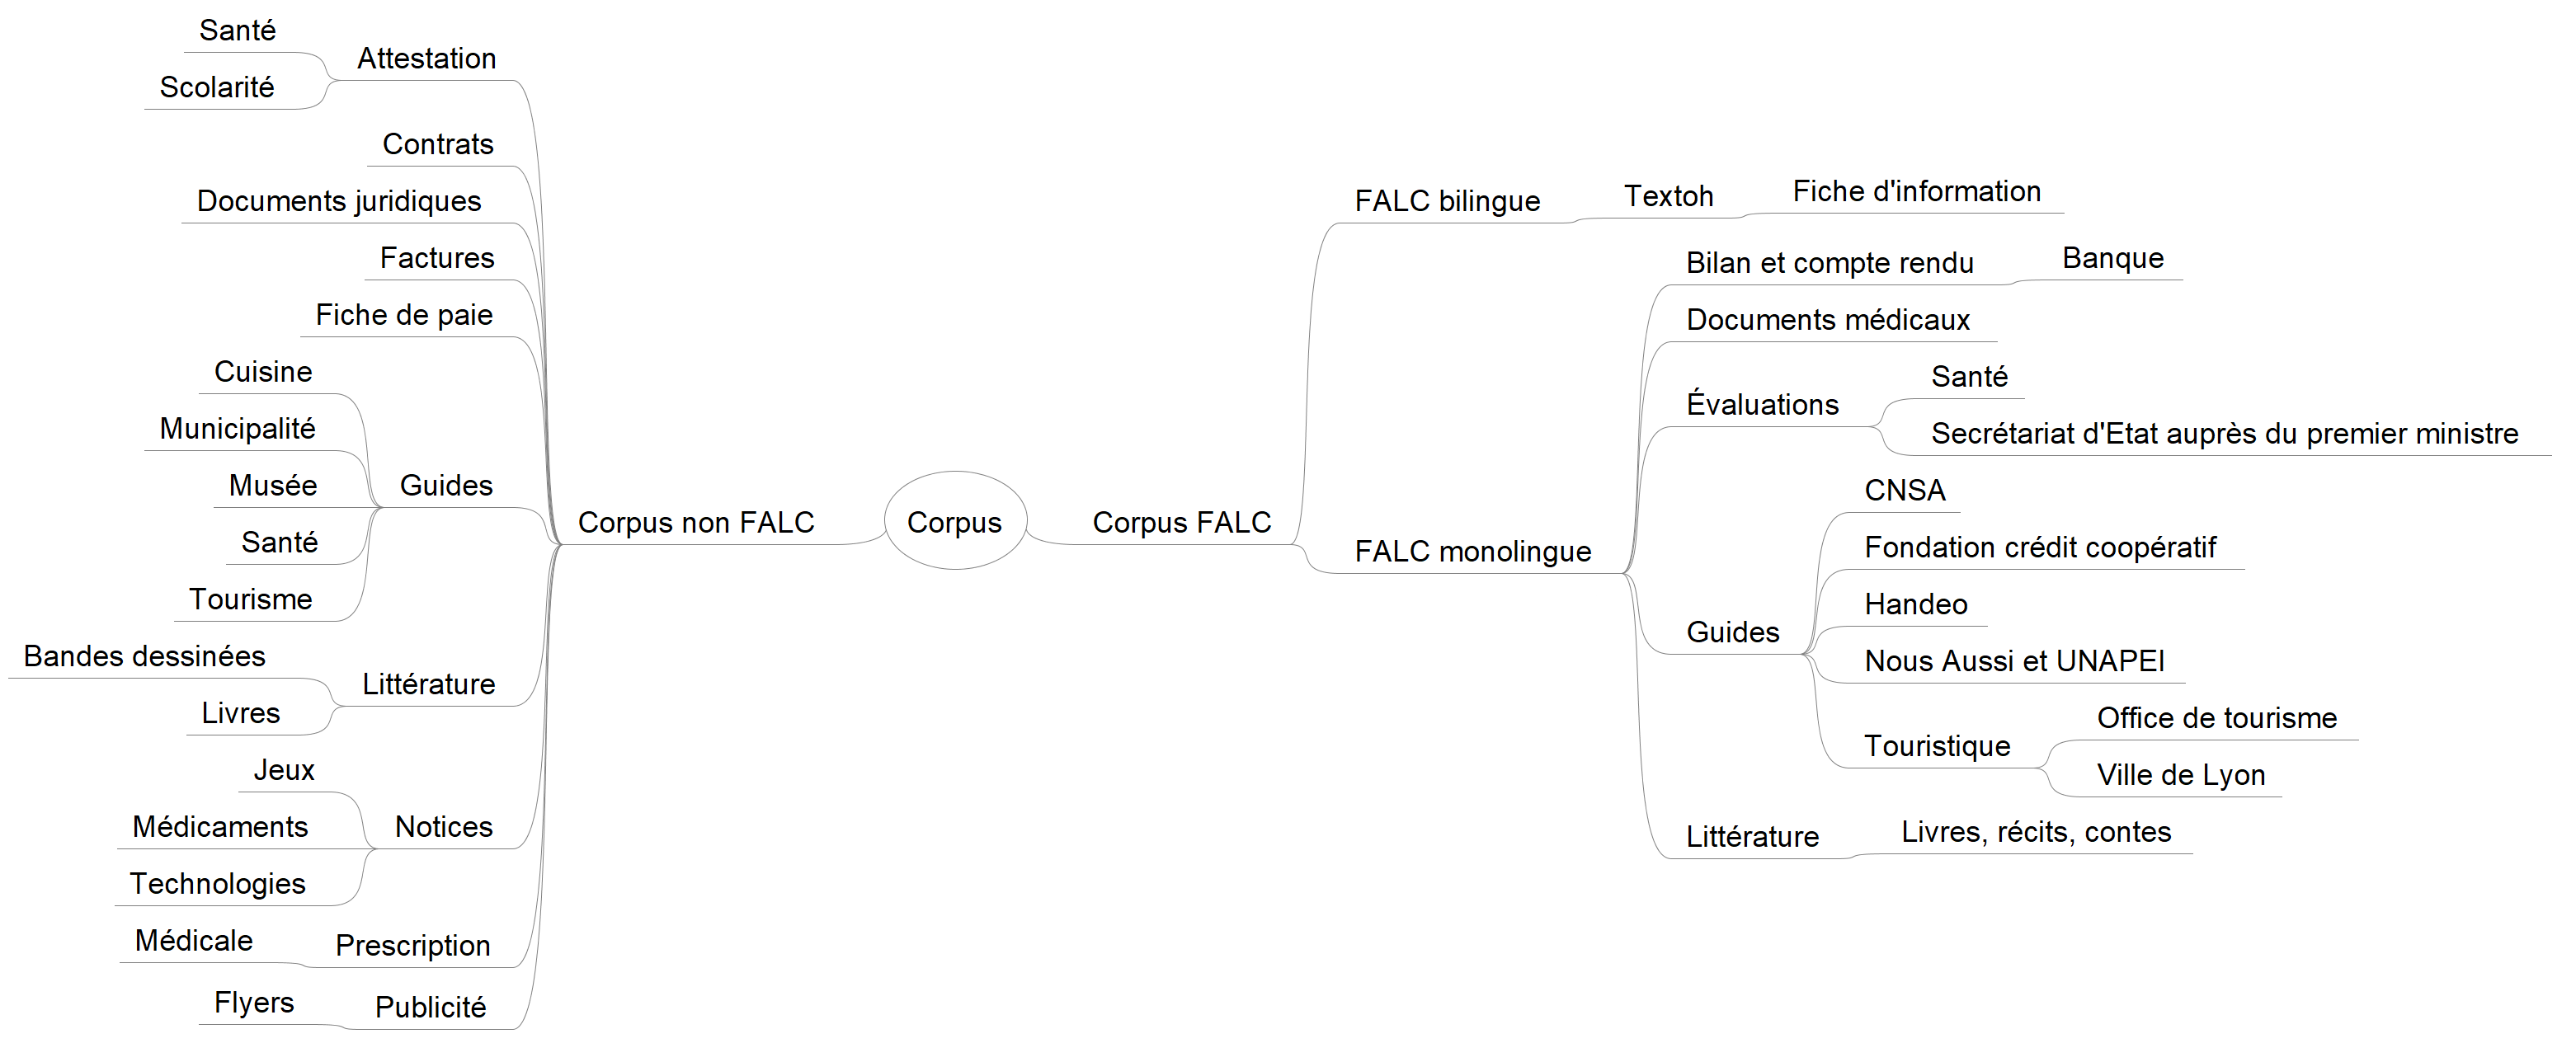 Santé
Scolarité
Attestation
Contrats
Documents juridiques
Factures
Fiche de paie
Cuisine
Municipalité
Musée
Santé
Tourisme
Guides
Bandes dessinées
Livres
Littérature
Jeux
Médicaments
Technologies
Notices
Médicale
Prescription
Flyers
Publicité
Corpus non FALC
Corpus
Corpus FALC
FALC bilingue
Textoh
Fiche d'information
FALC monolingue
Bilan et compte rendu
Banque
Documents médicaux
Évaluations
Santé
Secrétariat d'Etat auprès du premier ministre
Guides
CNSA
Fondation crédit coopératif
Handeo
Nous Aussi et UNAPEI
Touristique
Office de tourisme
Ville de Lyon
Littérature
Livres, récits, contes